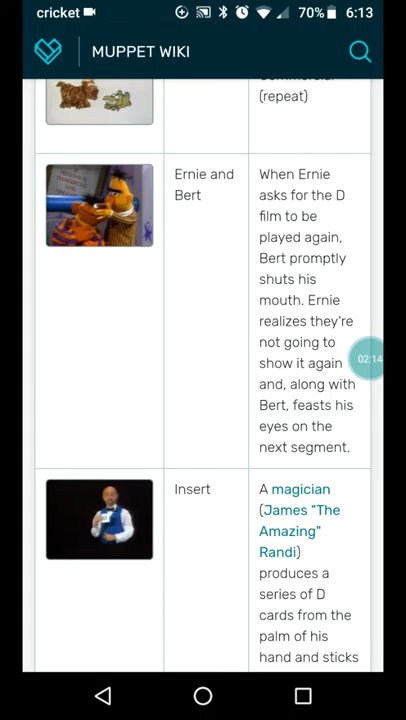 cricket 70% 6:13
MUPPET WIKI
(repeat)
Ernie and
Bert
When Ernie
asks for the D
film to be
played again,
Bert promptly
shuts his
mouth. Ernie
realizes they're
not going to
show it again
and, along with
Bert, feasts his
eyes on the
next segment.
02:14
Insert
A magician
(James "The
Amazing"
Randi)
produces a
series of D
cards from the
palm of his
hand and sticks